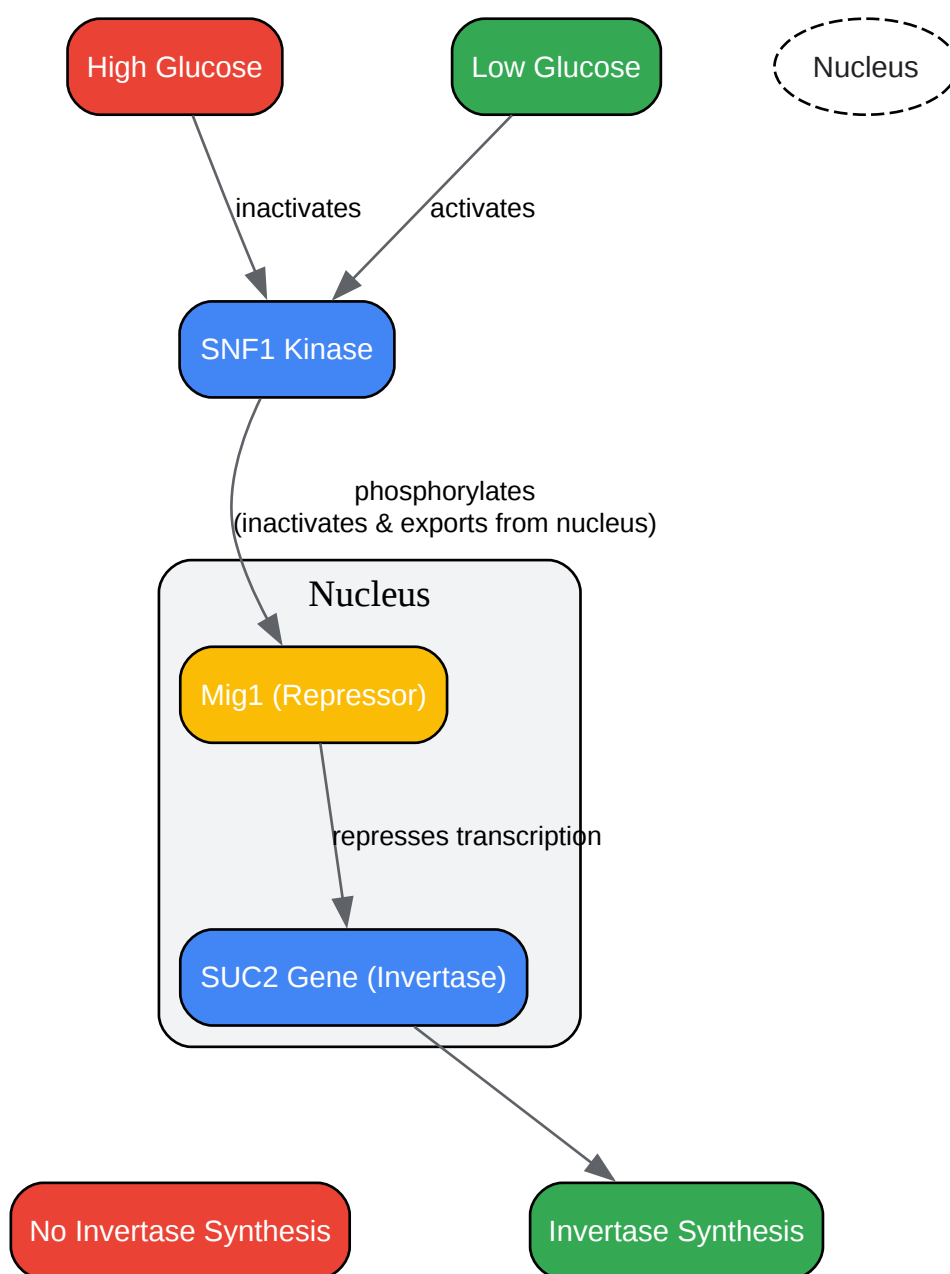 High Glucose
Low Glucose
Nucleus
inactivates
activates
SNF1 Kinase
phosphorylates
(inactivates & exports from nucleus)
Nucleus
Mig1 (Repressor)
represses transcription
SUC2 Gene (Invertase)
No Invertase Synthesis
Invertase Synthesis